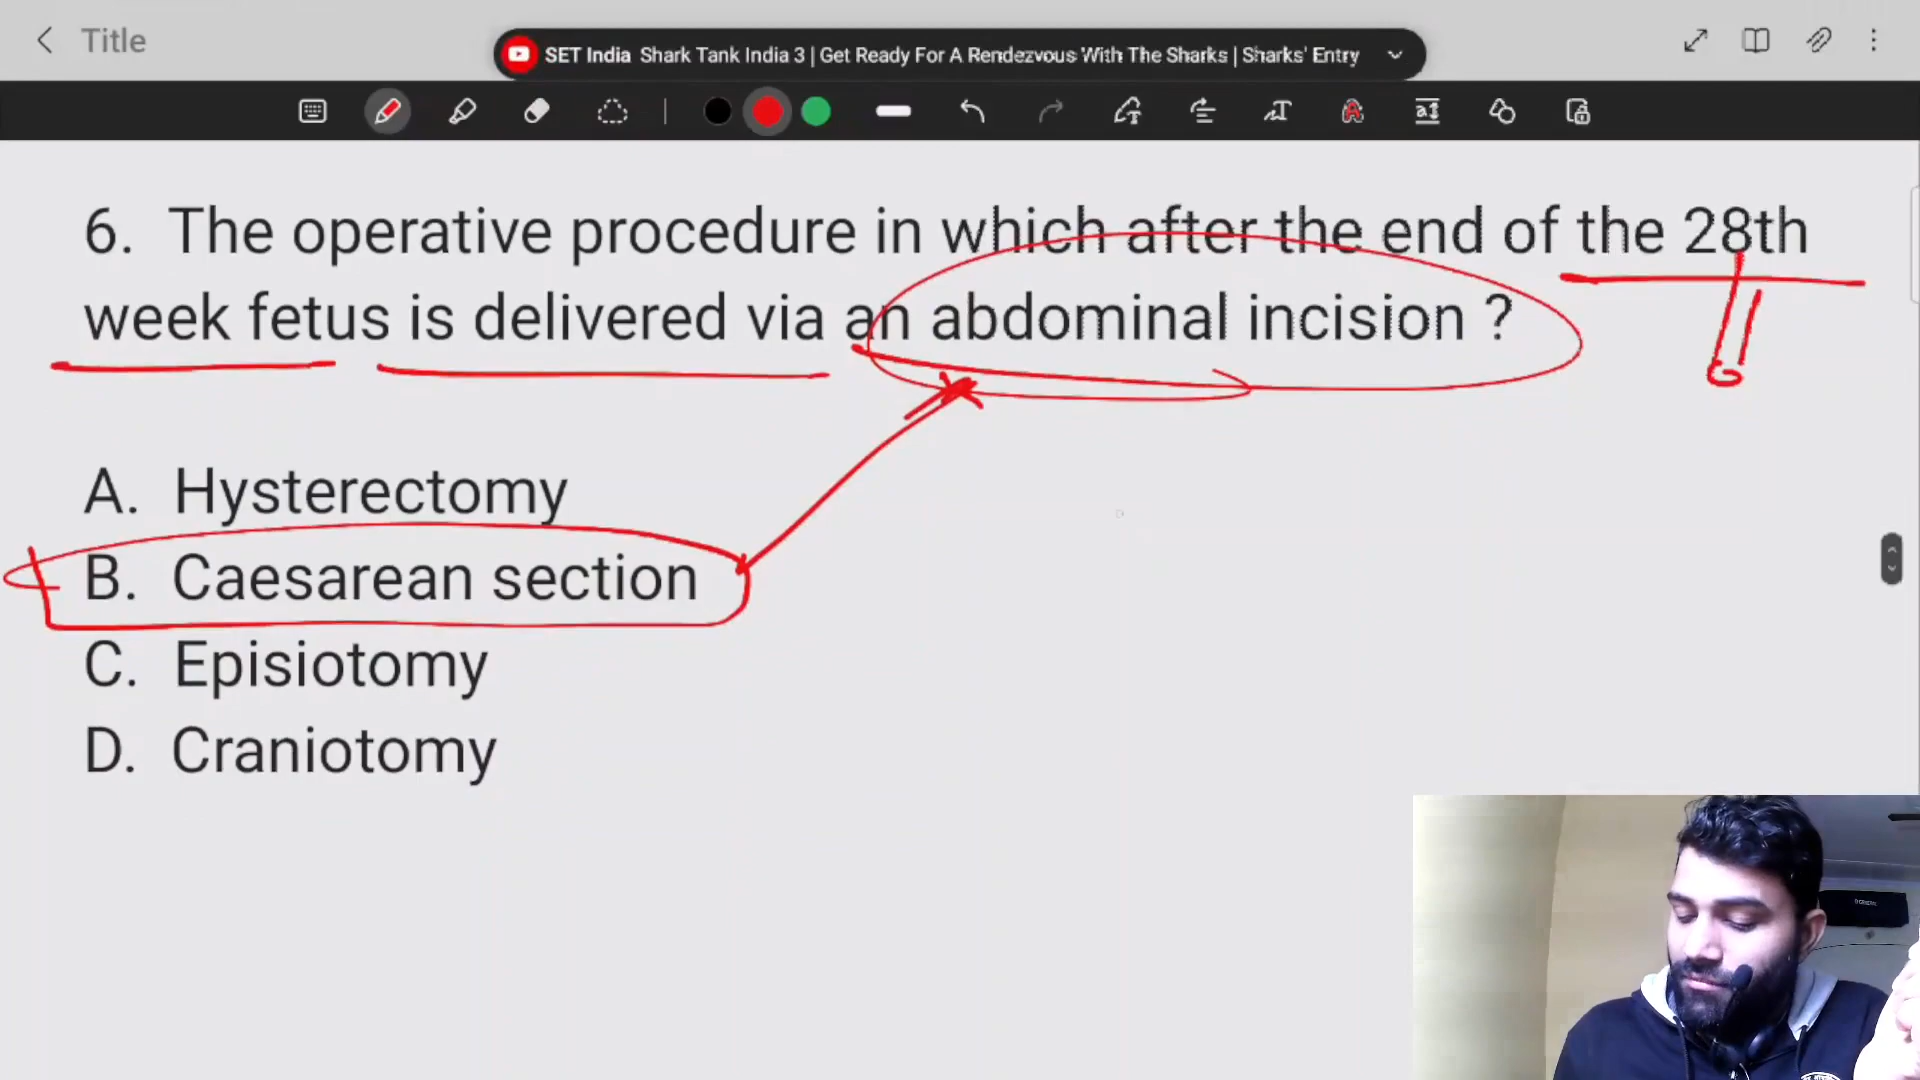 Title
SET India Shark Tank India 3 | Get Ready For A Rendezvous With The Sharks | Sharks' Entry
6. The operative procedure in which after the end of the 28th
week fetus is delivered via an abdominal incision ?
A. Hysterectomy
B. Caesarean section
C. Episiotomy
D. Craniotomy